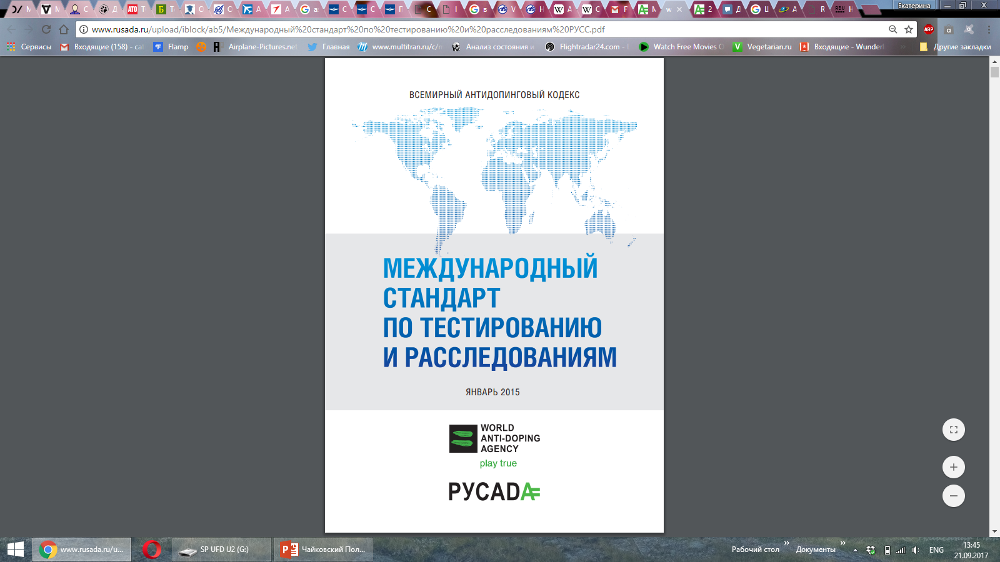 Екатерина
www.rusada.ru/upload/iblock/ab5/Международный%20стандарт%20по%20тестированию%20и%20расследованиям%20РУСС.pdf
Сервисы
Входящие (158) - cat
Flamp
Airplane-Pictures.net
Главная
www.multitran.ru/c/m
Анализ состояния и
Flightradar24.com - L
Watch Free Movies O
Vegetarian.ru
Входящие - Wunderl
Другие закладки
ВСЕМИРНЫЙ АНТИДОПИНГОВЫЙ КОДЕКС
МЕЖДУНАРОДНЫЙ
СТАНДАРТ
ПО ТЕСТИРОВАНИЮ
И РАССЛЕДОВАНИЯМ
ЯНВАРЬ 2015
WORLD
ANTI-DOPING
AGENCY
play true
РУСАDA
www.rusada.ru/u...
SP UFD U2 (G:)
Чайковский Пол...
Рабочий стол
Документы
ENG
13:45
21.09.2017